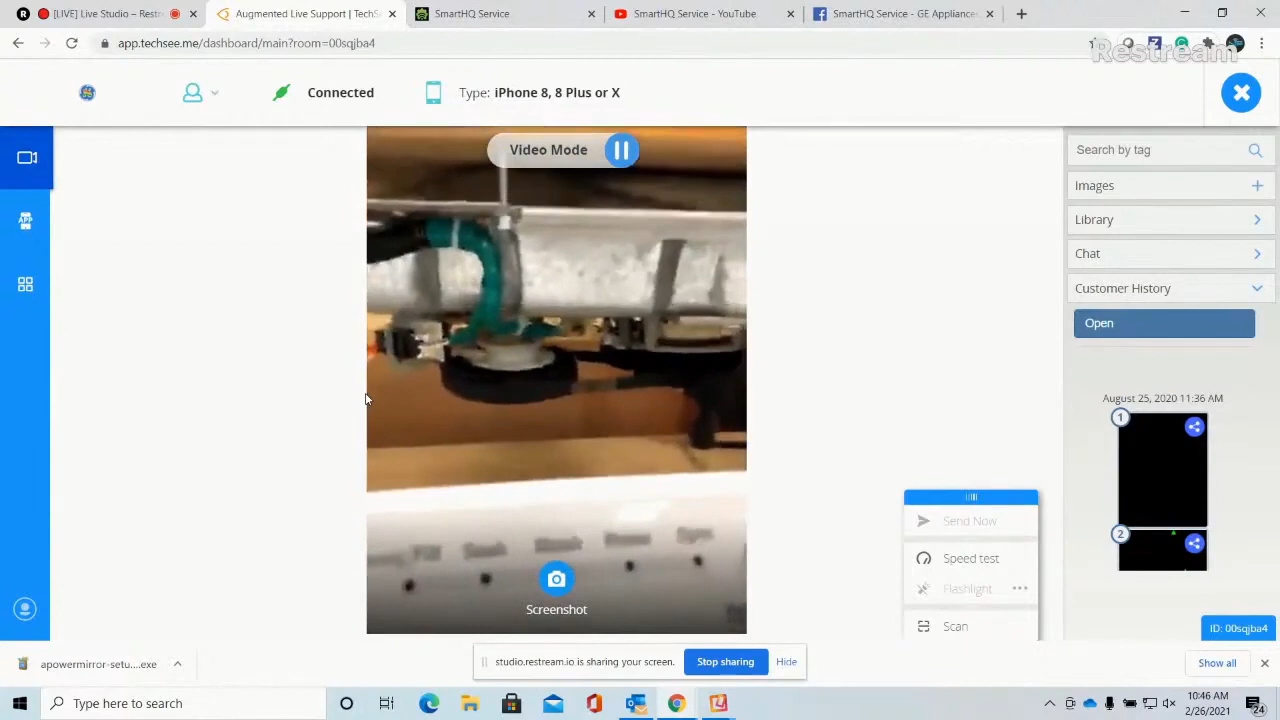 [LIVE] Live Studio – Restr
Augmented Live Support | TechS
SmartHQ Service
SmartHQ Service - YouTube
SmartHQ Service - GE Appliance
app.techsee.me/dashboard/main?room=00sqjba4
Restream
Connected
Type: iPhone 8, 8 Plus or X
Video Mode
Search by tag
Images
Library
Chat
Customer History
Open
August 25, 2020 11:36 AM
1
2
Send Now
Speed test
Flashlight
Scan
Screenshot
ID: 00sqjba4
apowermirror-setu....exe
studio.restream.io is sharing your screen.
Stop sharing
Hide
Show all
Type here to search
10:46 AM
2/26/2021
24